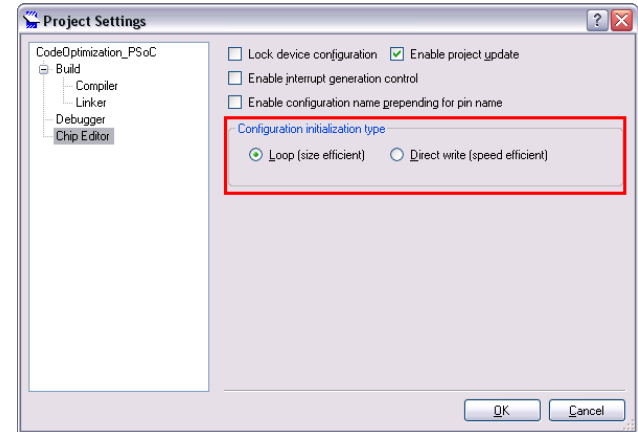 Project Settings
CodeOptimization_PSoC
Build
Compiler
Linker
Debugger
Chip Editor
Lock device configuration
Enable project update
Enable interrupt generation control
Enable configuration name prepending for pin name
Configuration initialization type
Loop (size efficient)
Direct write (speed efficient)
OK
Cancel